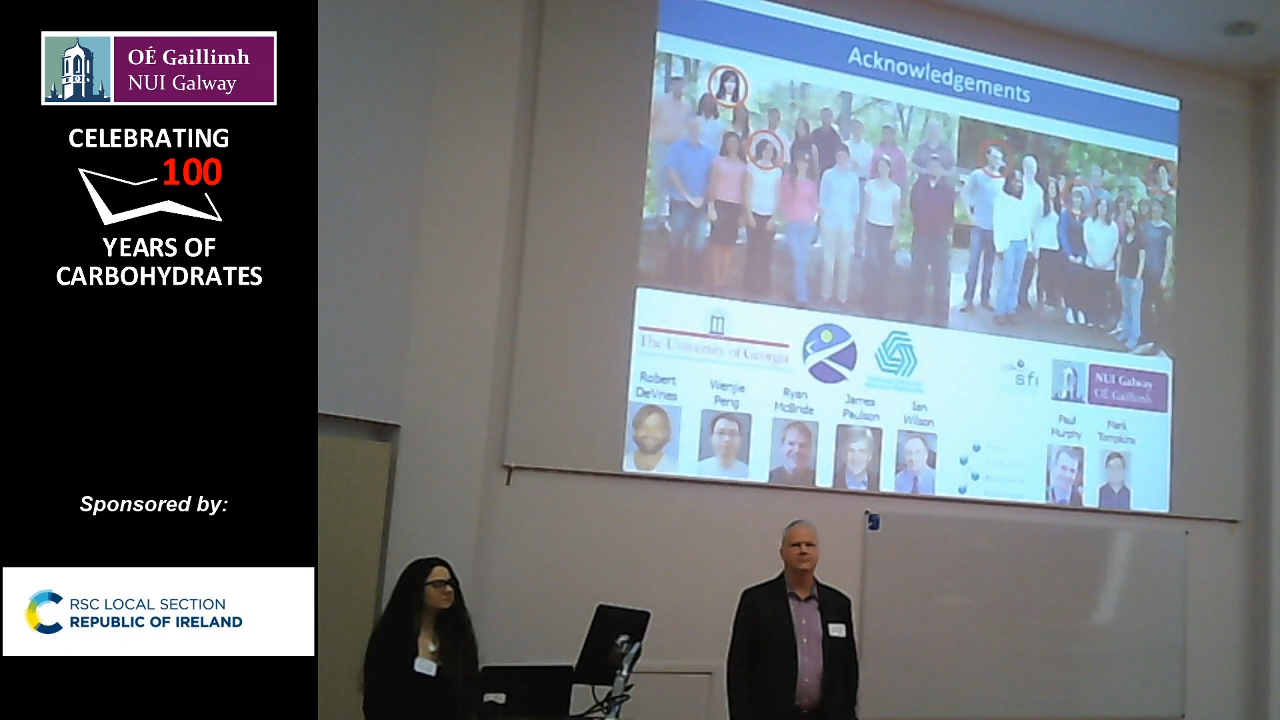 OÉ Gaillimh
NUI Galway
CELEBRATING
100
YEARS OF
CARBOHYDRATES
Sponsored by:
RSC LOCAL SECTION
REPUBLIC OF IRELAND
Acknowledgements
The University of Georgia
sfi
NUI Galway
OÉ Gaillimh
Robert
DeVries
Wenjie
Peng
Ryan
McBride
James
Paulson
Ian
Wilson
Paul
Murphy
Mark
Tompkins